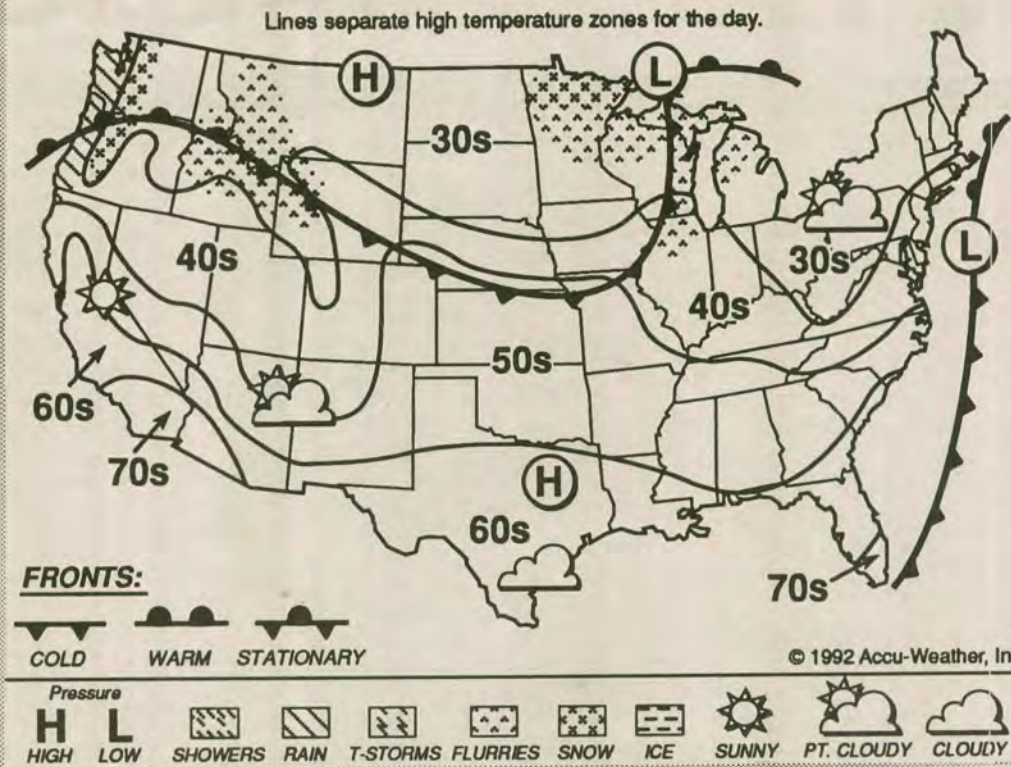 Lines separate high temperature zones for the day.
H
L
30s
40s
30s
L
40s
50s
60s
70s
H
60s
70s
FRONTS:
COLD WARM STATIONARY
© 1992 Accu-Weather, In
Pressure
H L
HIGH LOW SHOWERS RAIN T-STORMS FLURRIES SNOW ICE SUNNY PT. CLOUDY CLOUDY